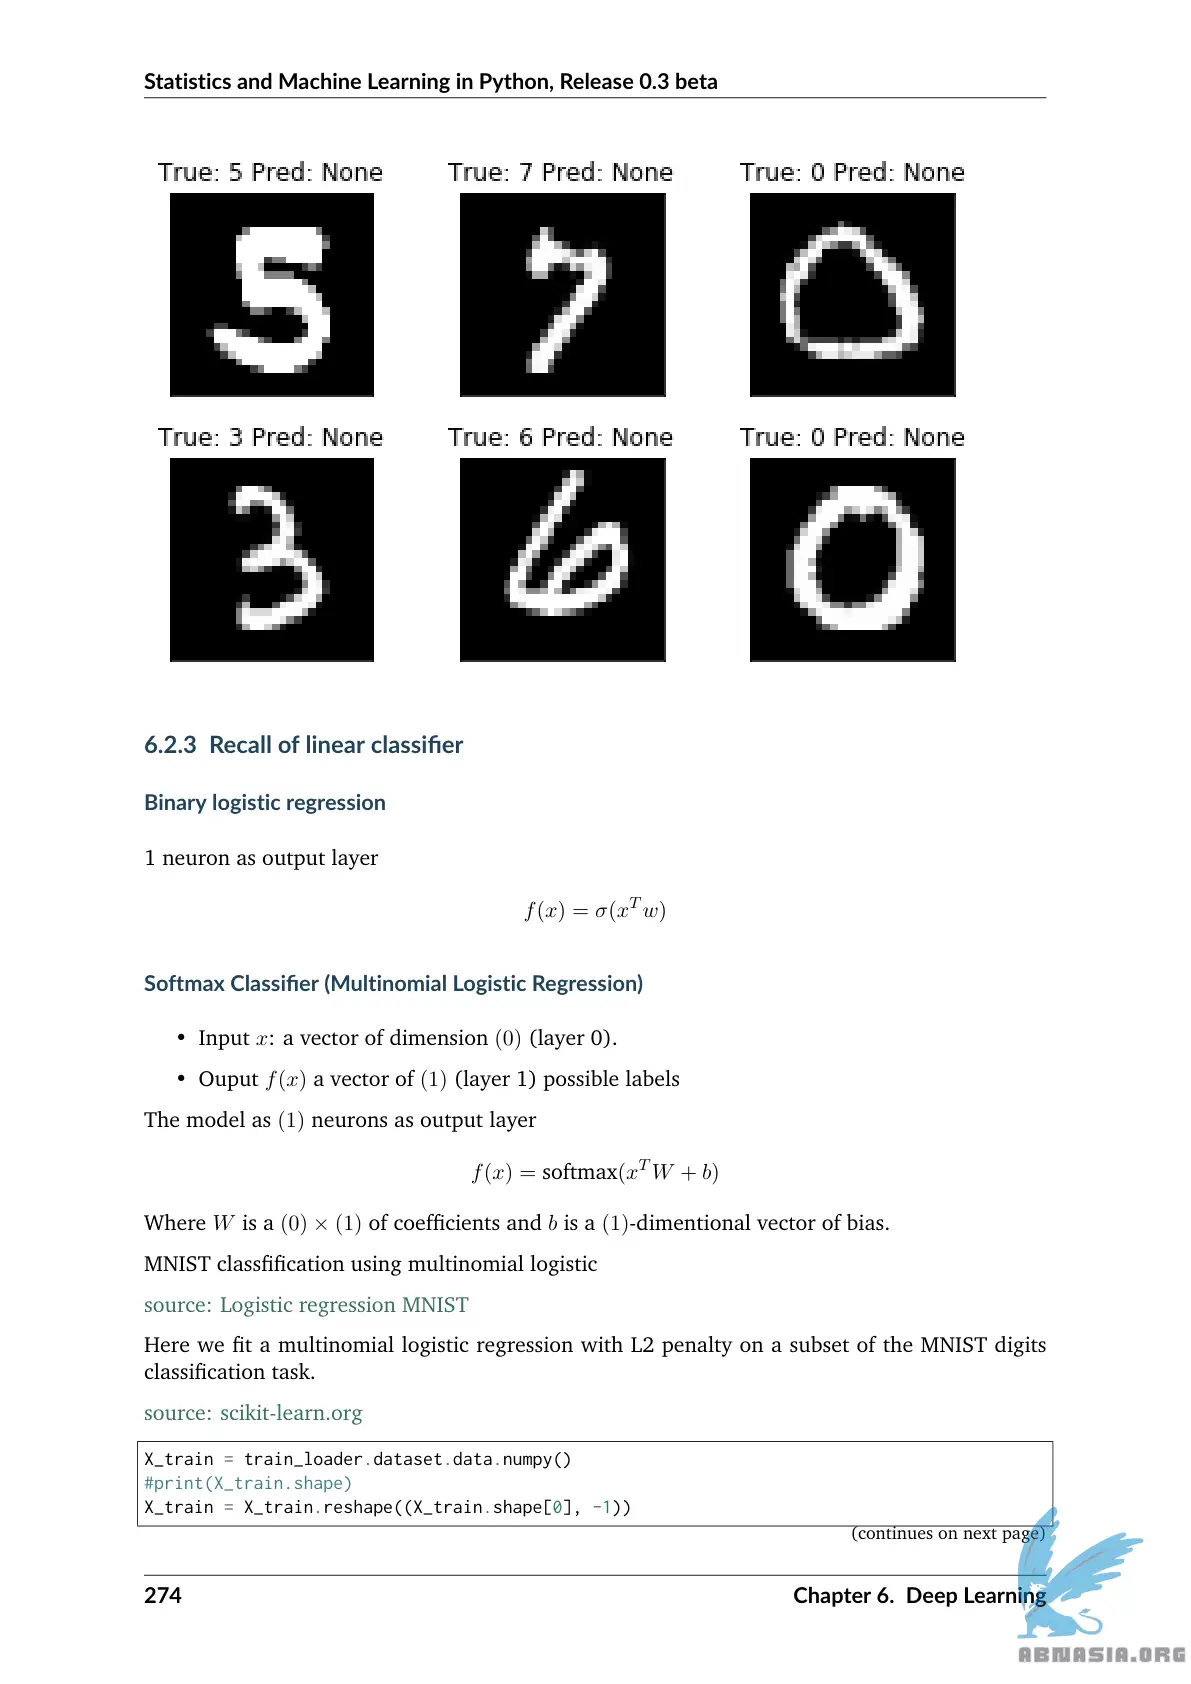 Statistics and Machine Learning in Python, Release 0.3 beta
True: 5 Pred: None True: 7 Pred: None True: 0 Pred: None
5 7 0
True: 3 Pred: None True: 6 Pred: None True: 0 Pred: None
3 6 0
6.2.3 Recall of linear classifier
Binary logistic regression
1 neuron as output layer
f(x) = σ(x^T w)
Softmax Classifier (Multinomial Logistic Regression)
• Input x: a vector of dimension (0) (layer 0).
• Ouput f(x) a vector of (1) (layer 1) possible labels
The model as (1) neurons as output layer
f(x) = softmax(x^T W + b)
Where W is a (0) × (1) of coefficients and b is a (1)-dimentional vector of bias.
MNIST classfification using multinomial logistic
source: Logistic regression MNIST
Here we fit a multinomial logistic regression with L2 penalty on a subset of the MNIST digits
classification task.
source: scikit-learn.org
X_train = train_loader.dataset.data.numpy()
#print(X_train.shape)
X_train = X_train.reshape((X_train.shape[0], -1))
(continues on next page)
274 Chapter 6. Deep Learning
ABMASIA.ORG